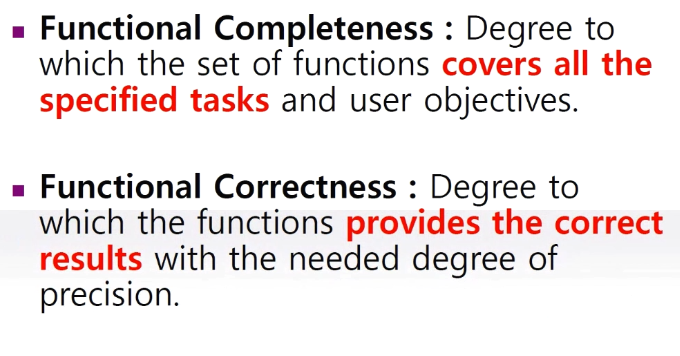 ▪ Functional Completeness : Degree to
which the set of functions covers all the
specified tasks and user objectives.
▪ Functional Correctness : Degree to
which the functions provides the correct
results with the needed degree of
precision.